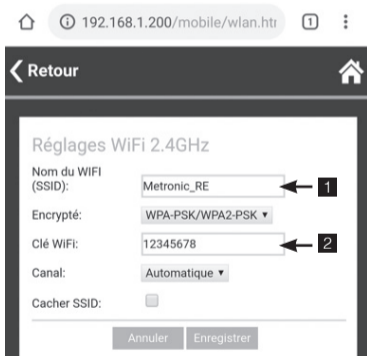 192.168.1.200/mobile/wlan.htr 1
Retour
Réglages WiFi 2.4GHz
Nom du WIFI
(SSID): Metronic_RE 1
Encrypté: WPA-PSK/WPA2-PSK
Clé WiFi: 12345678 2
Canal: Automatique
Cacher SSID:
Annuler Enregistrer